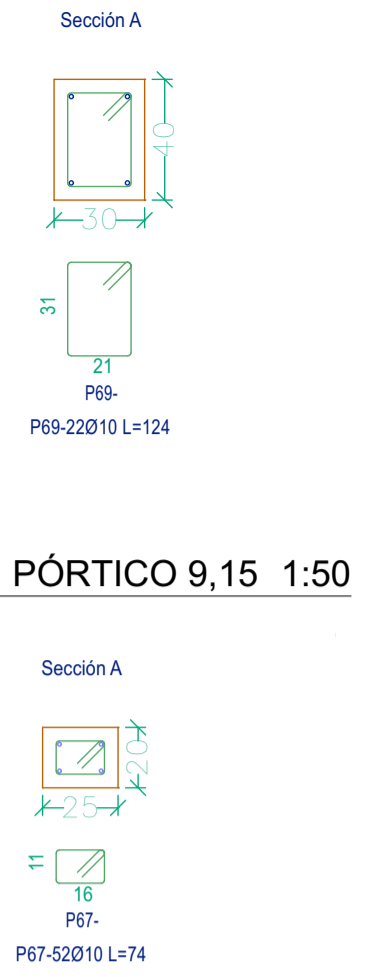 Sección A
40
30
31
21
P69-
P69-22Ø10 L=124
PÓRTICO 9,15 1:50
Sección A
20
25
11
16
P67-
P67-52Ø10 L=74